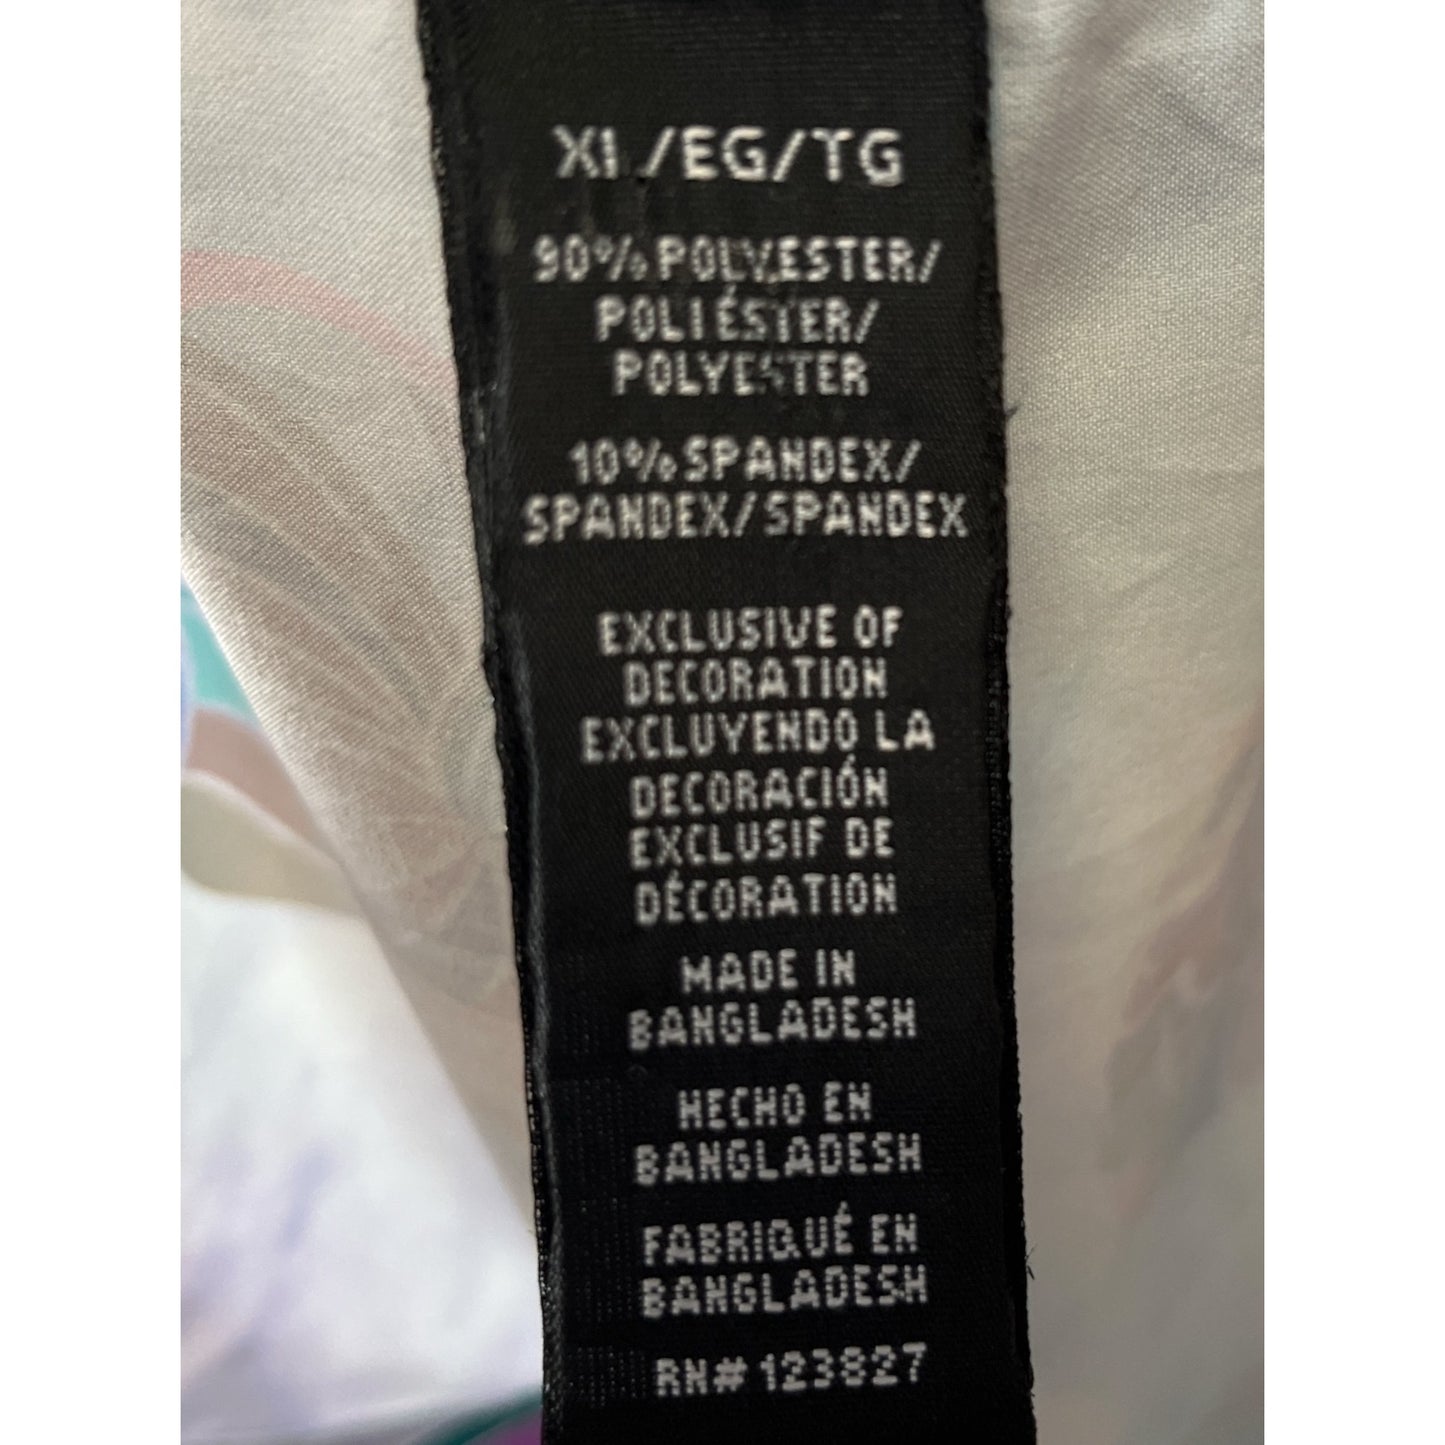 XL/EG/TG
90% POLYESTER/
POLIÉSTER/
POLYESTER
10% SPANDEX/
SPANDEX/SPANDEX
EXCLUSIVE OF
DECORATION
EXCLUYENDO LA
DECORACIÓN
EXCLUSIF DE
DÉCORATION
MADE IN
BANGLADESH
HECHO EN
BANGLADESH
FABRIQUÉ EN
BANGLADESH
RN# 123827